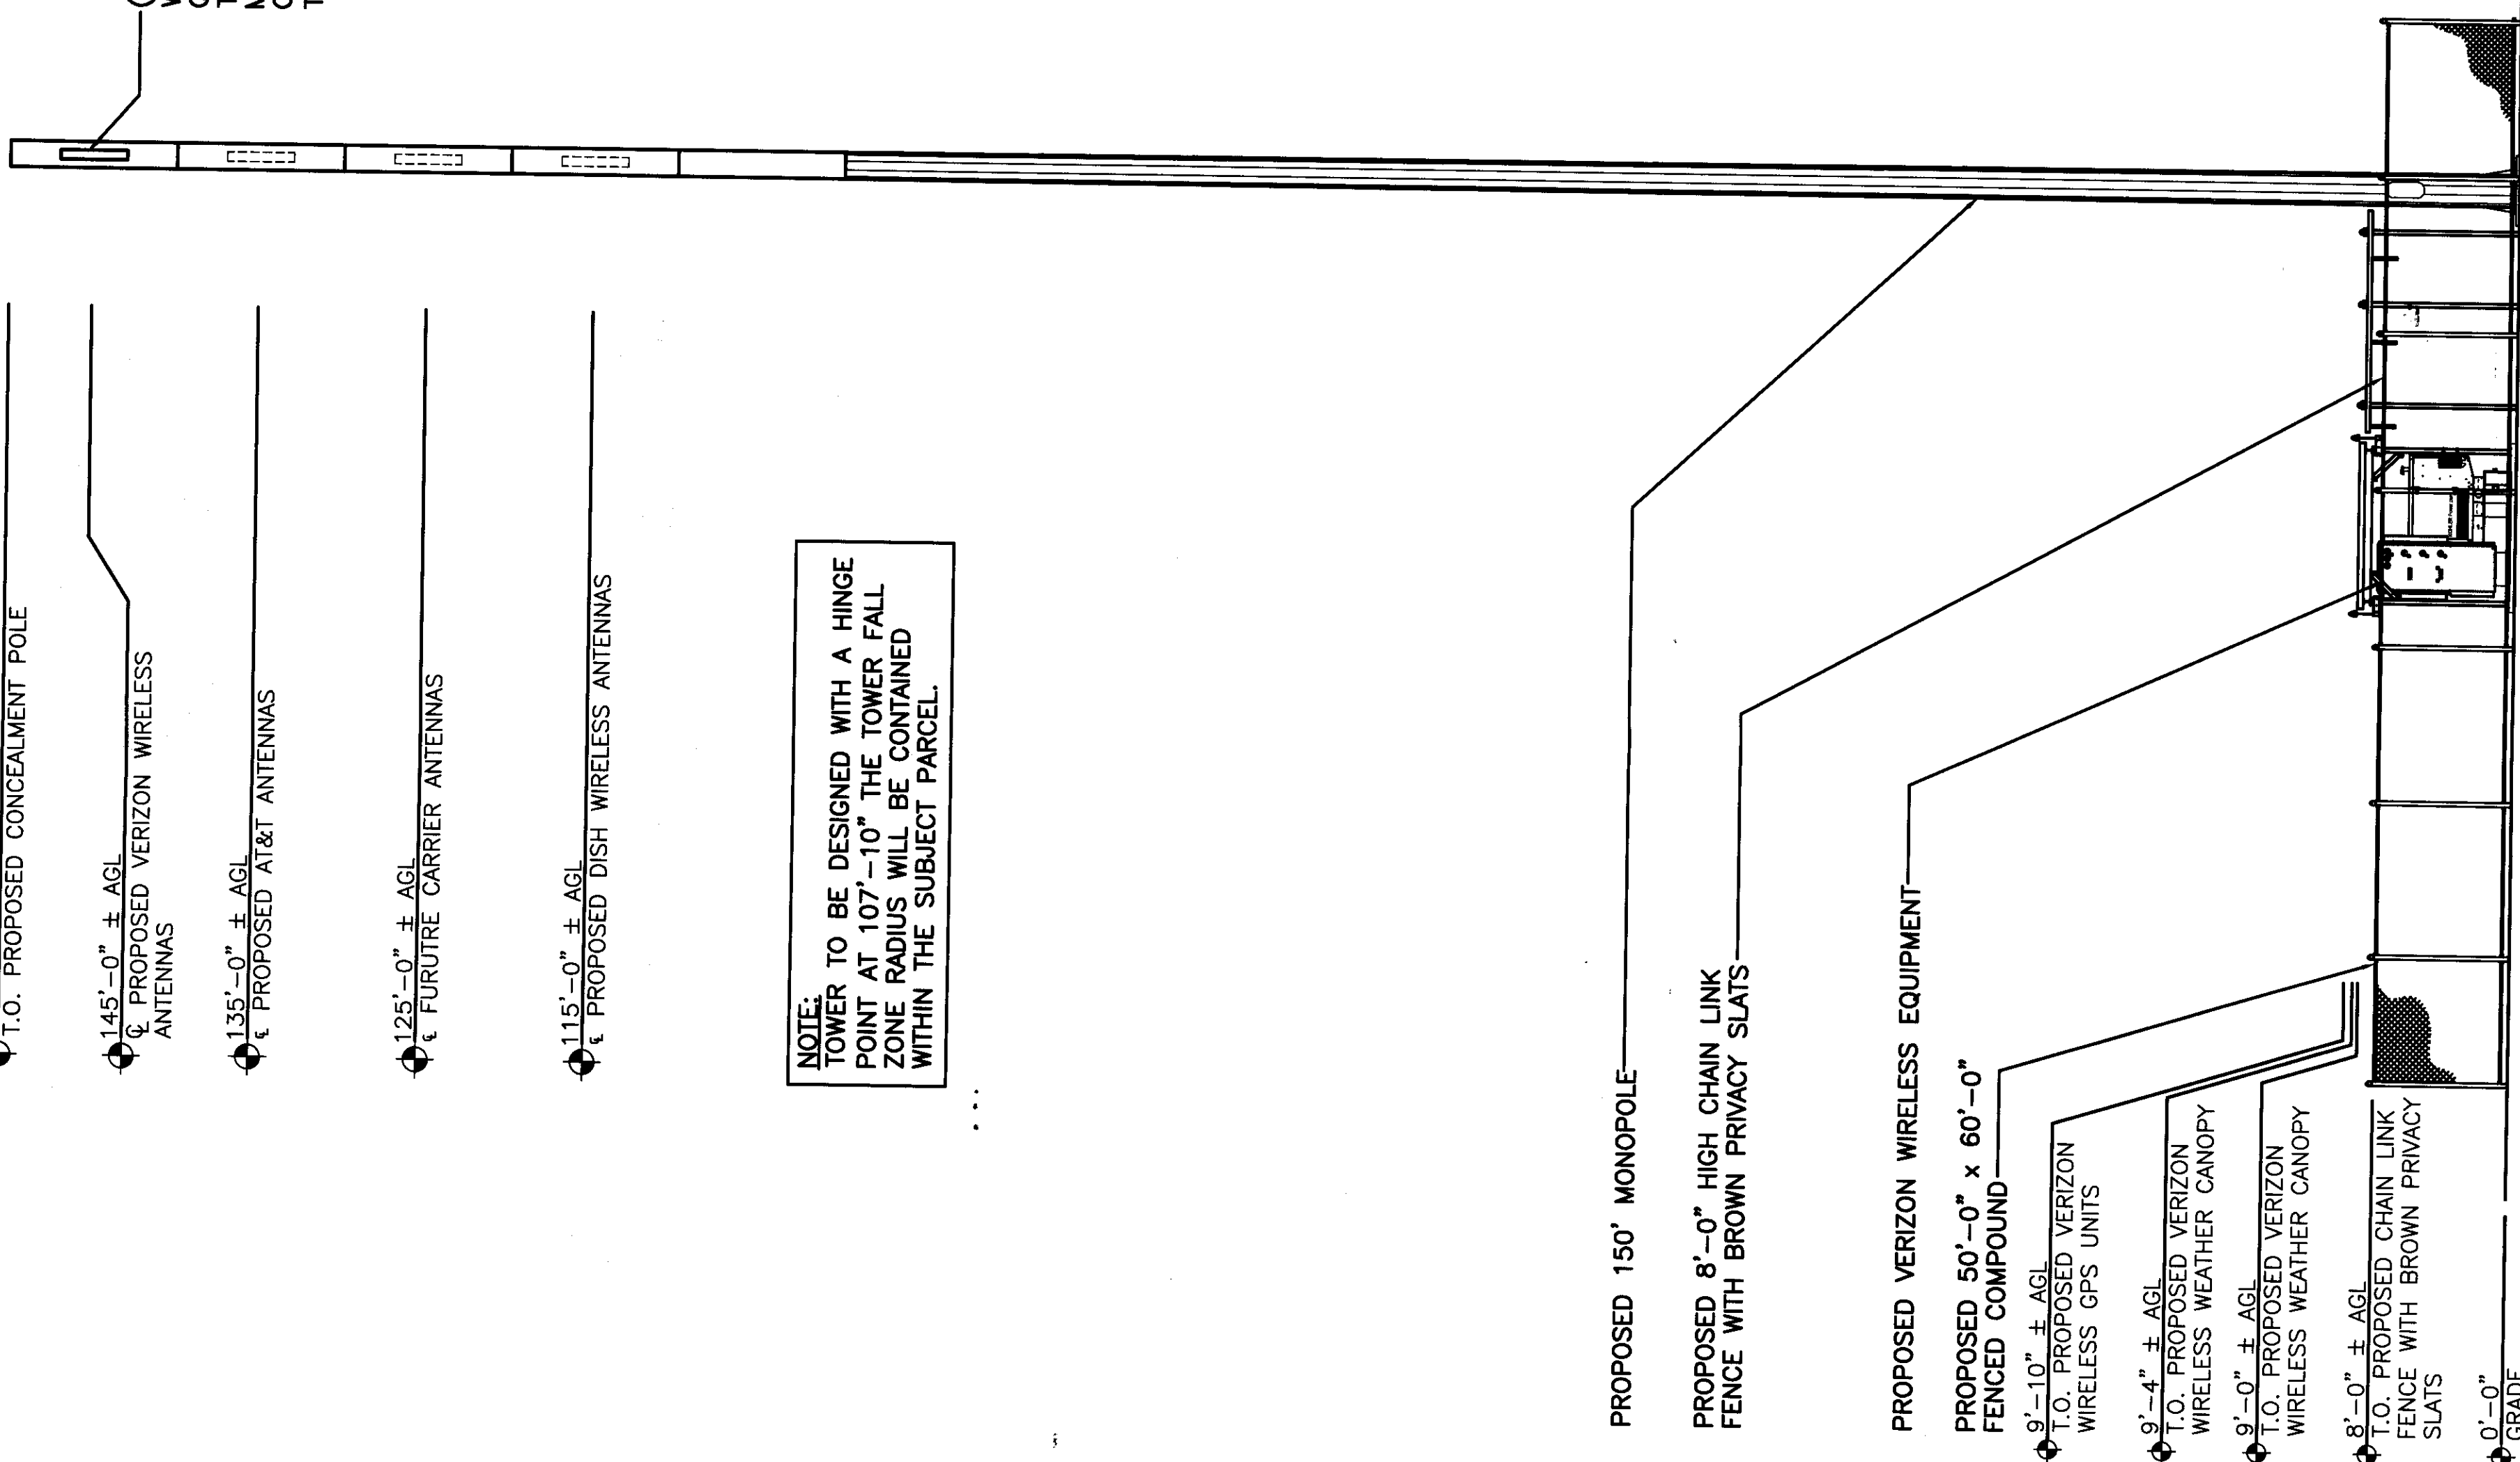 T.O. PROPOSED CONCEALMENT POLE
145'-0" ± AGL
℄ PROPOSED VERIZON WIRELESS
ANTENNAS
135'-0" ± AGL
℄ PROPOSED AT&T ANTENNAS
125'-0" ± AGL
℄ FURUTRE CARRIER ANTENNAS
115'-0" ± AGL
℄ PROPOSED DISH WIRELESS ANTENNAS
NOTE:
TOWER TO BE DESIGNED WITH A HINGE
POINT AT 107'-10" THE TOWER FALL
ZONE RADIUS WILL BE CONTAINED
WITHIN THE SUBJECT PARCEL.
PROPOSED 150' MONOPOLE
PROPOSED 8'-0" HIGH CHAIN LINK
FENCE WITH BROWN PRIVACY SLATS
PROPOSED VERIZON WIRELESS EQUIPMENT
PROPOSED 50'-0" x 60'-0"
FENCED COMPOUND
9'-10" ± AGL
T.O. PROPOSED VERIZON
WIRELESS GPS UNITS
9'-4" ± AGL
T.O. PROPOSED VERIZON
WIRELESS WEATHER CANOPY
9'-0" ± AGL
T.O. PROPOSED VERIZON
WIRELESS WEATHER CANOPY
8'-0" ± AGL
T.O. PROPOSED CHAIN LINK
FENCE WITH BROWN PRIVACY
SLATS
0'-0"
GRADE